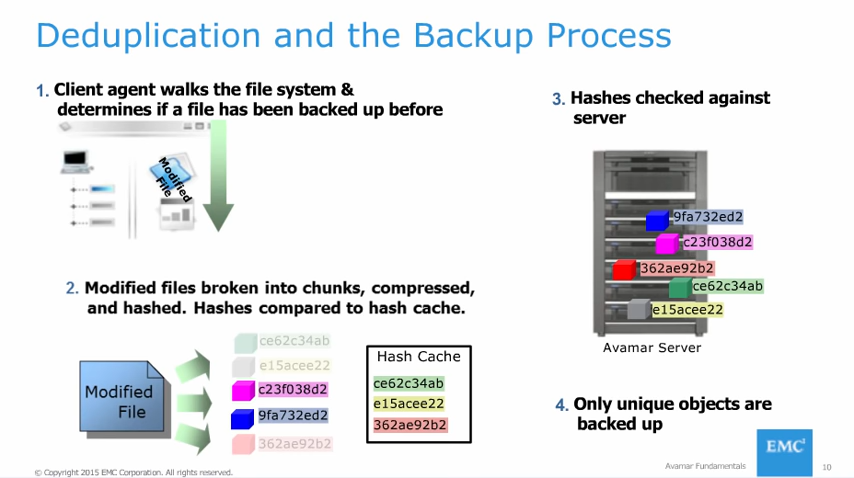 Deduplication and the Backup Process
1. Client agent walks the file system &
determines if a file has been backed up before
Modified
File
2. Modified files broken into chunks, compressed,
and hashed. Hashes compared to hash cache.
Modified
File
ce62c34ab
e15acee22
c23f038d2
9fa732ed2
362ae92b2
Hash Cache
ce62c34ab
e15acee22
362ae92b2
3. Hashes checked against
server
9fa732ed2
c23f038d2
362ae92b2
ce62c34ab
e15acee22
Avamar Server
4. Only unique objects are
backed up
© Copyright 2015 EMC Corporation. All rights reserved.
Avamar Fundamentals
EMC²
10